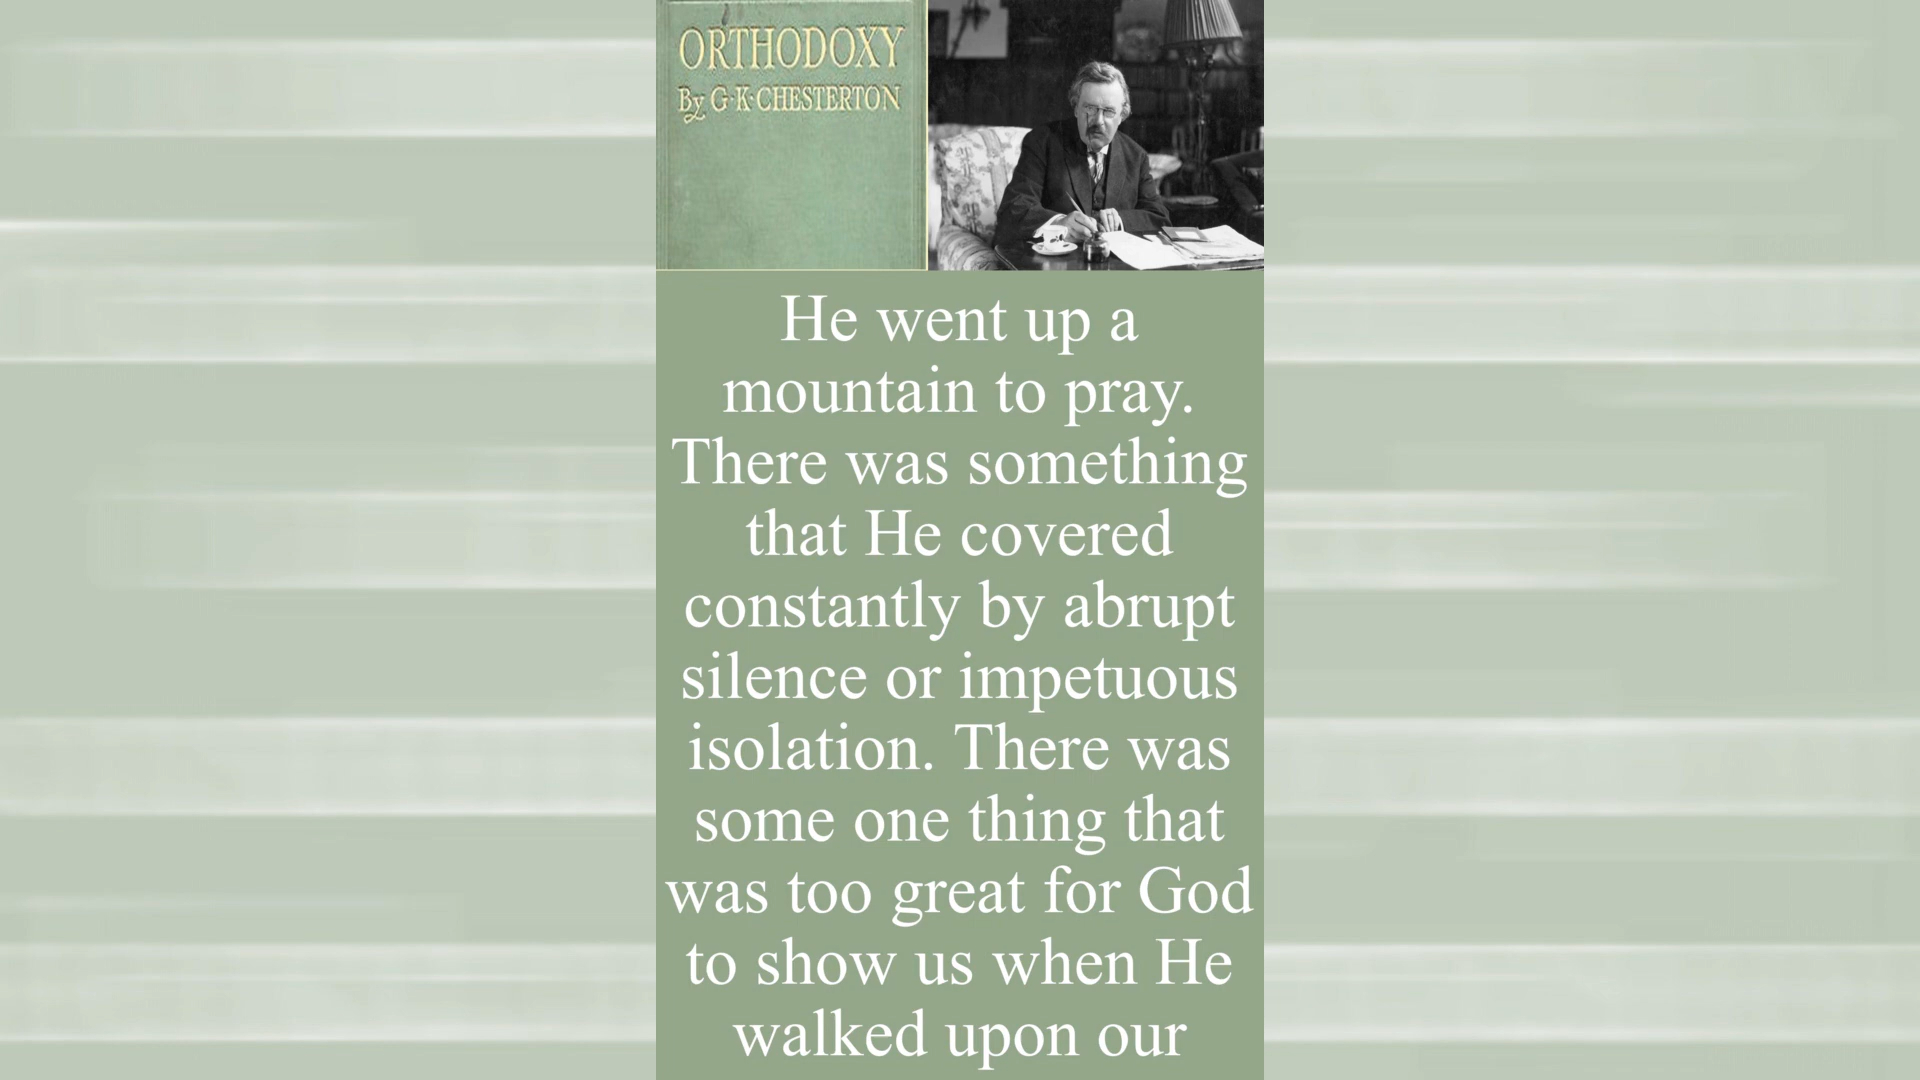 ORTHODOXY
By G·K·CHESTERTON
He went up a
mountain to pray.
There was something
that He covered
constantly by abrupt
silence or impetuous
isolation. There was
some one thing that
was too great for God
to show us when He
walked upon our